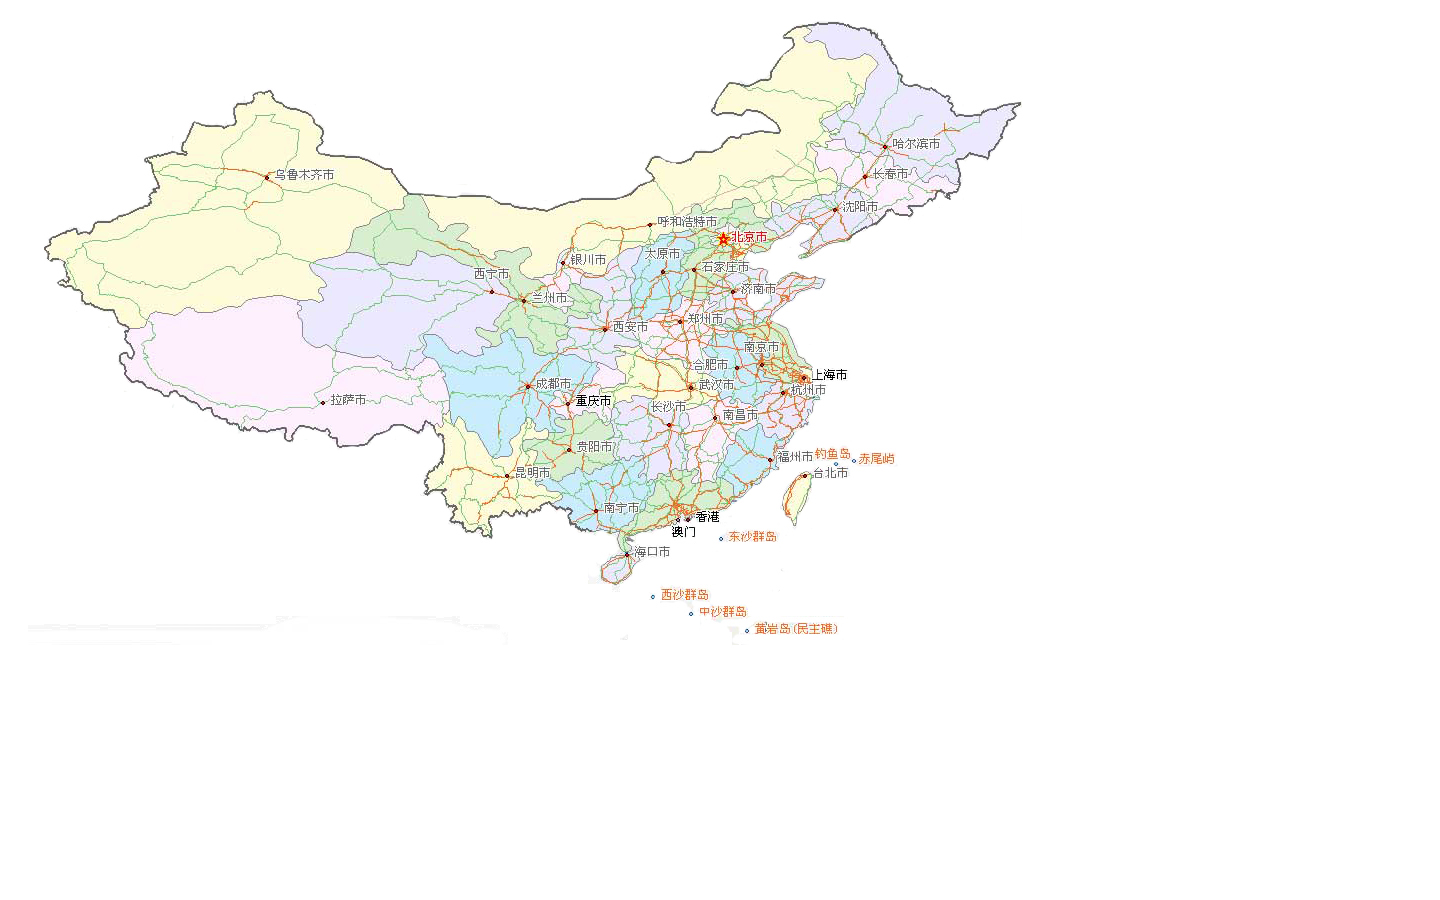 哈尔滨市
长春市
乌鲁木齐市
沈阳市
呼和浩特市
北京市
太原市
银川市
石家庄市
西宁市
济南市
兰州市
郑州市
西安市
南京市
合肥市
上海市
成都市
武汉市
杭州市
拉萨市
重庆市
长沙市
南昌市
贵阳市
福州市
钓鱼岛
赤尾屿
昆明市
台北市
南宁市
香港
澳门
东沙群岛
海口市
西沙群岛
中沙群岛
黄岩岛(民主礁)